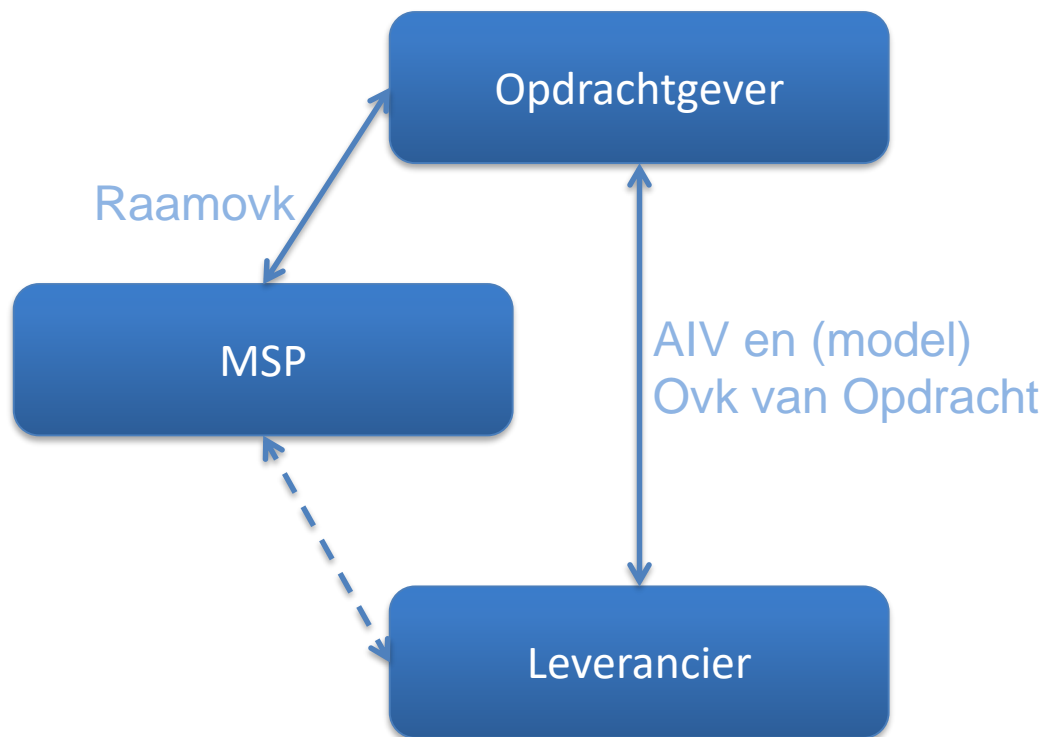 Opdrachtgever
Raamovk
MSP
AIV en (model)
Ovk van Opdracht
Leverancier